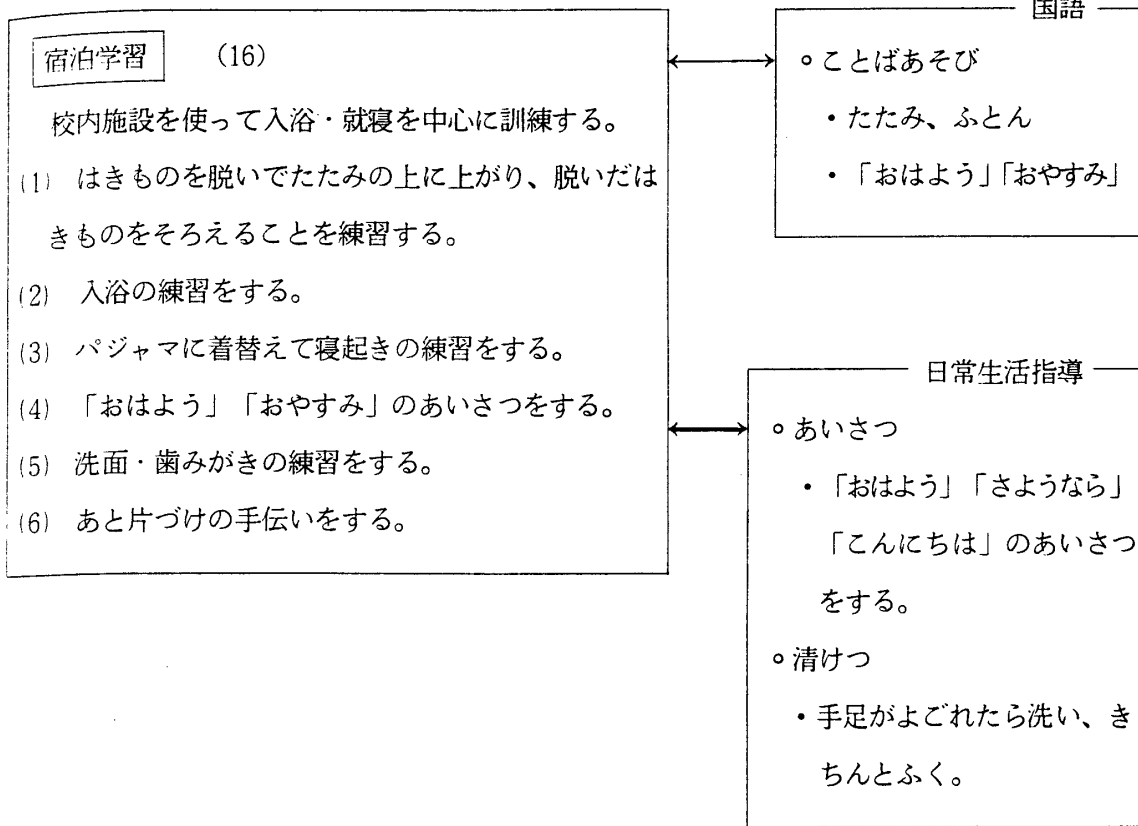 宿泊学習 (16)
校内施設を使って入浴・就寝を中心に訓練する。
(1) はきものを脱いでたたみの上に上がり、脱いだは
きものをそろえることを練習する。
(2) 入浴の練習をする。
(3) パジャマに着替えて寝起きの練習をする。
(4) 「おはよう」「おやすみ」のあいさつをする。
(5) 洗面・歯みがきの練習をする。
(6) あと片づけの手伝いをする。
国語
∘ことばあそび
・たたみ、ふとん
・「おはよう」「おやすみ」
日常生活指導
∘あいさつ
・「おはよう」「さようなら」
「こんにちは」のあいさつ
をする。
∘清けつ
・手足がよごれたら洗い、き
ちんとふく。